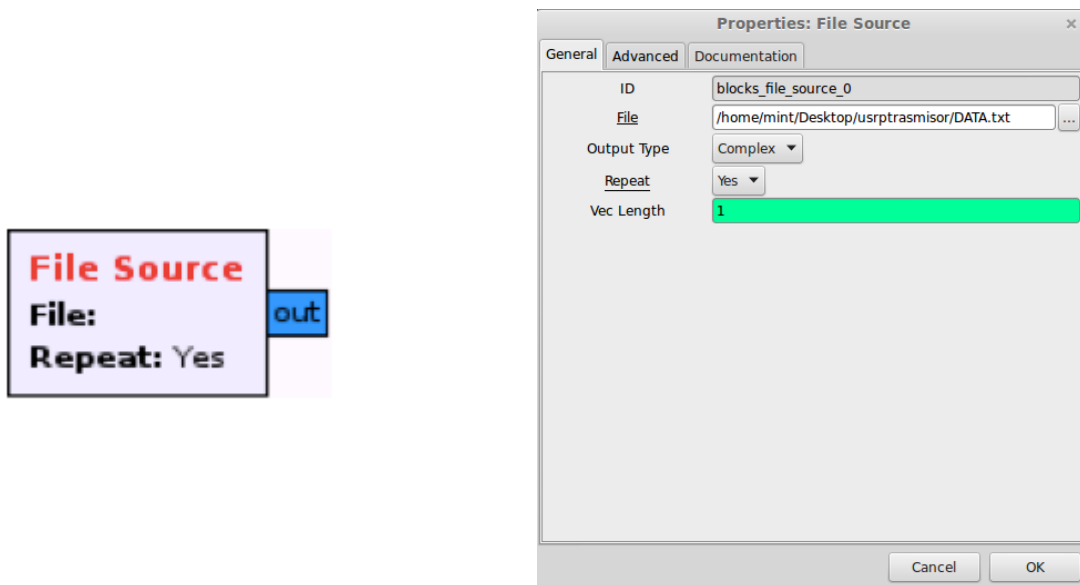 File Source
File:
Repeat: Yes
out
Properties: File Source
×
General Advanced Documentation
ID blocks_file_source_0
File /home/mint/Desktop/usrptrasmisor/DATA.txt ...
Output Type Complex
Repeat Yes
Vec Length 1
Cancel OK